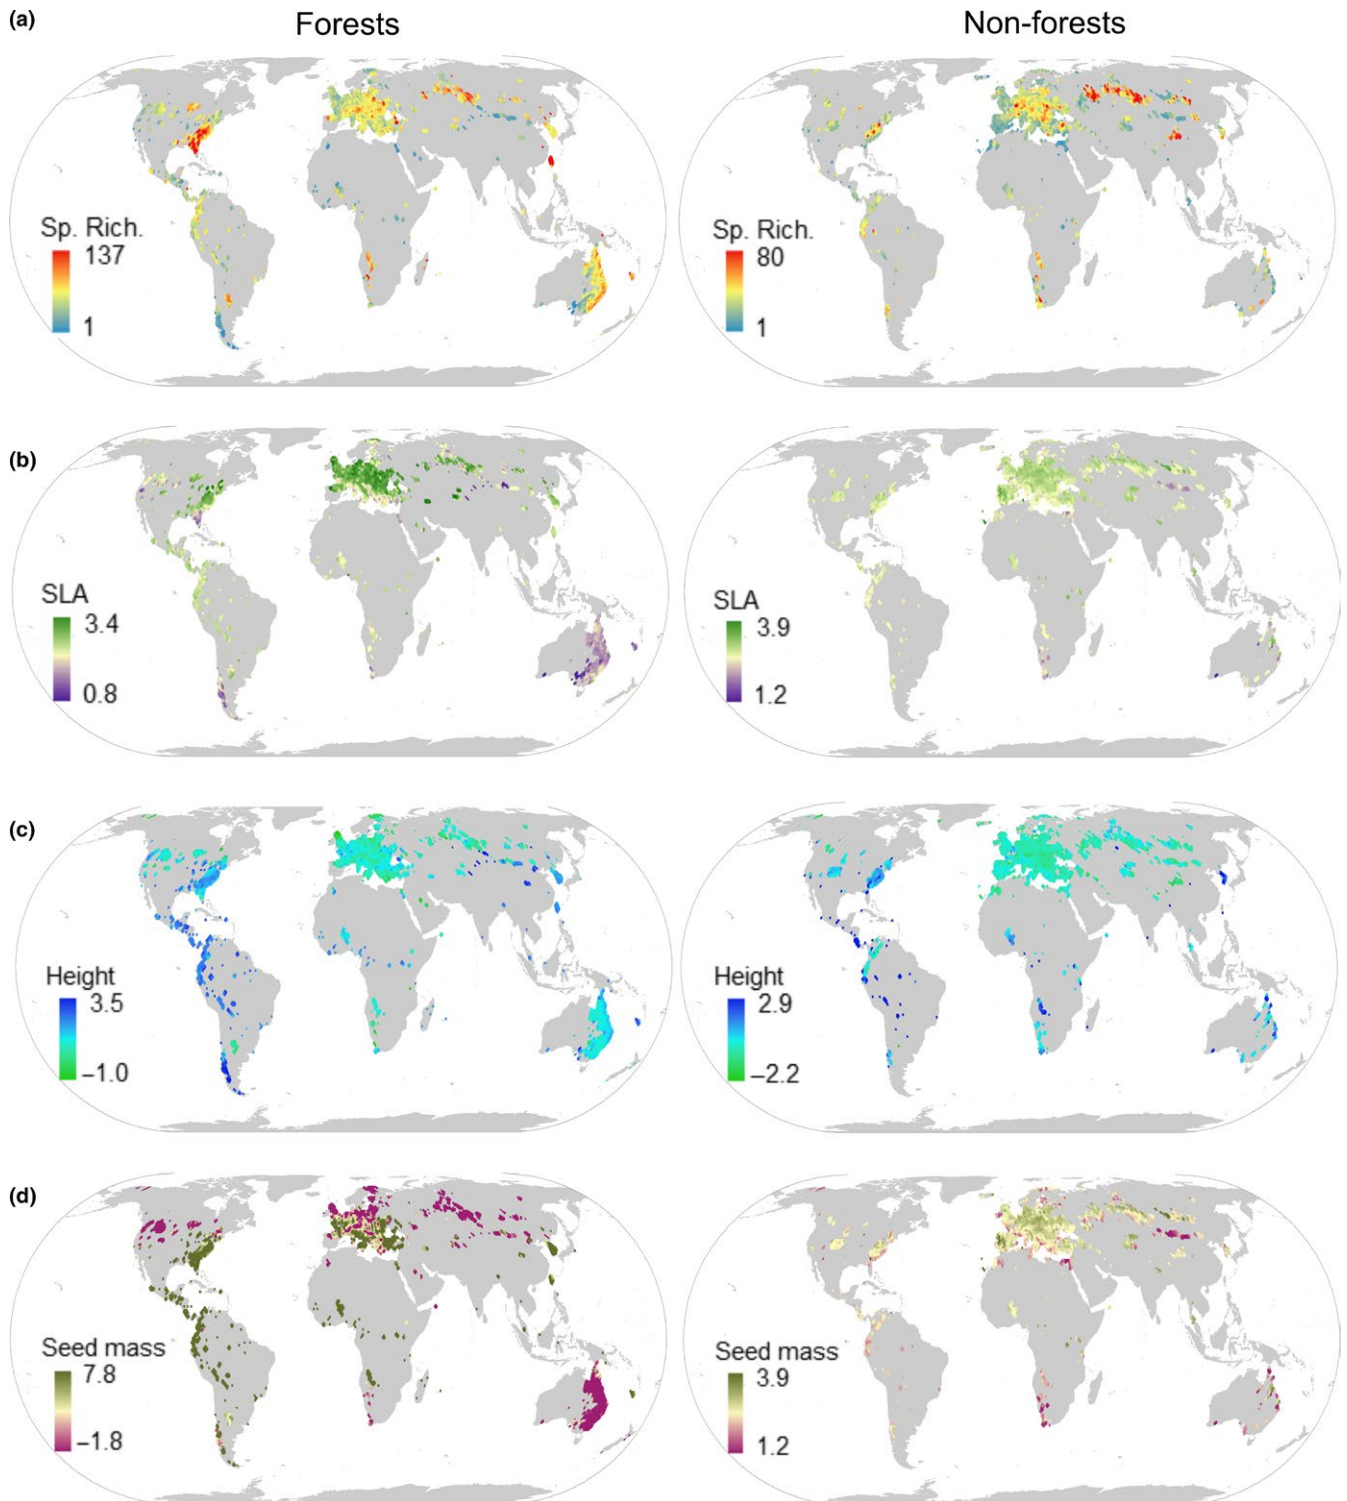 (a)
Forests
Non-forests
Sp. Rich.
137
1
Sp. Rich.
80
1
(b)
SLA
3.4
0.8
SLA
3.9
1.2
(c)
Height
3.5
–1.0
Height
2.9
–2.2
(d)
Seed mass
7.8
–1.8
Seed mass
3.9
1.2